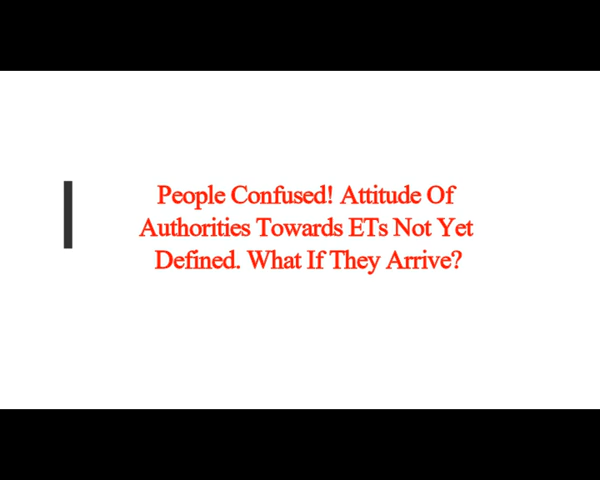 People Confused! Attitude Of
Authorities Towards ETs Not Yet
Defined. What If They Arrive?